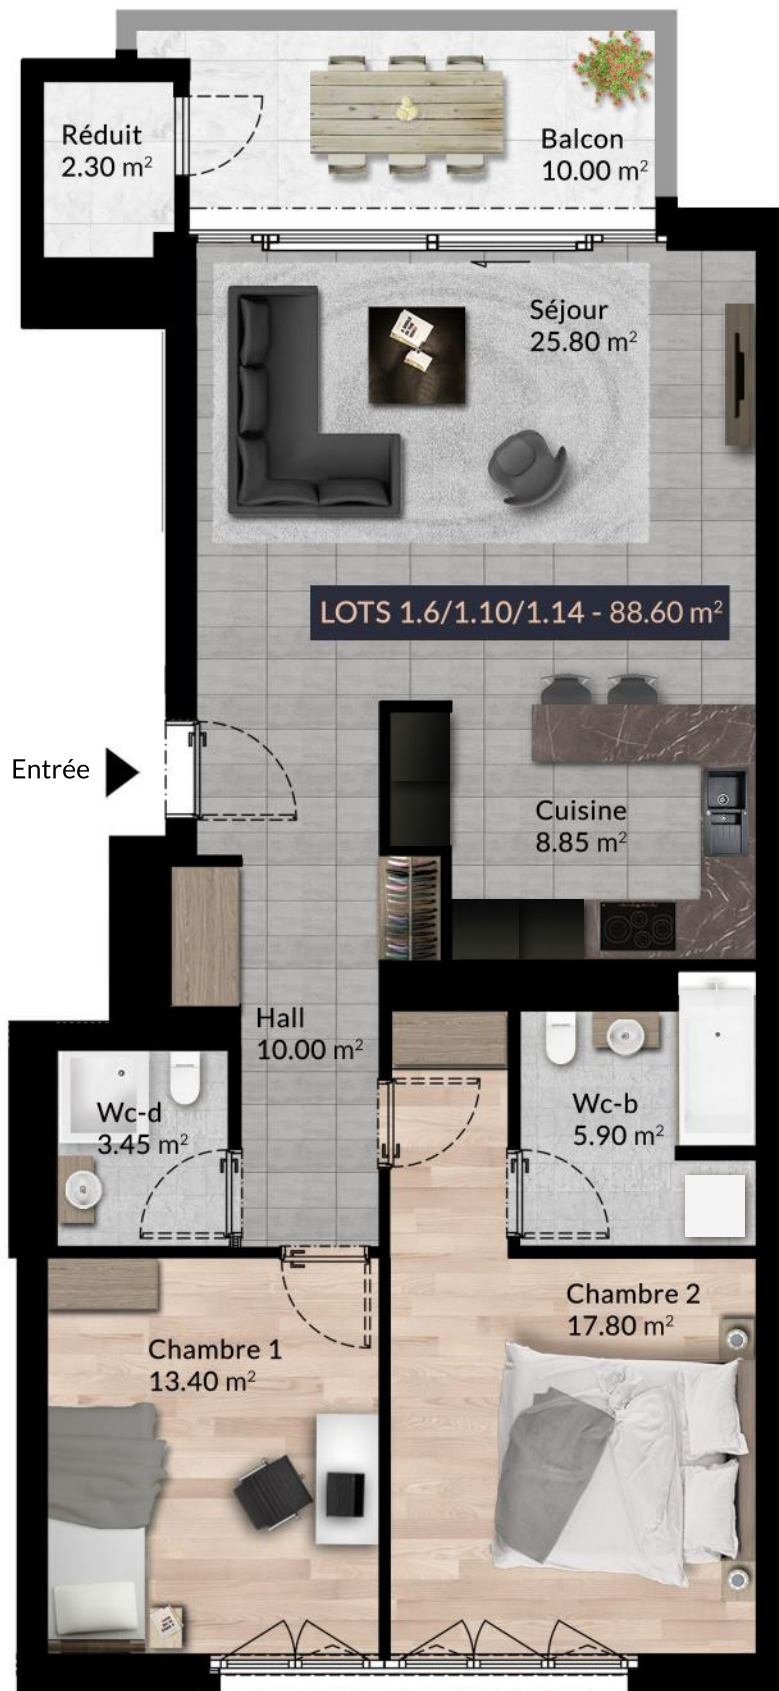 Réduit
2.30 m²
Balcon
10.00 m²
Séjour
25.80 m²
LOTS 1.6/1.10/1.14 - 88.60 m²
Entrée
Cuisine
8.85 m²
Hall
10.00 m²
Wc-d
3.45 m²
Wc-b
5.90 m²
Chambre 2
17.80 m²
Chambre 1
13.40 m²